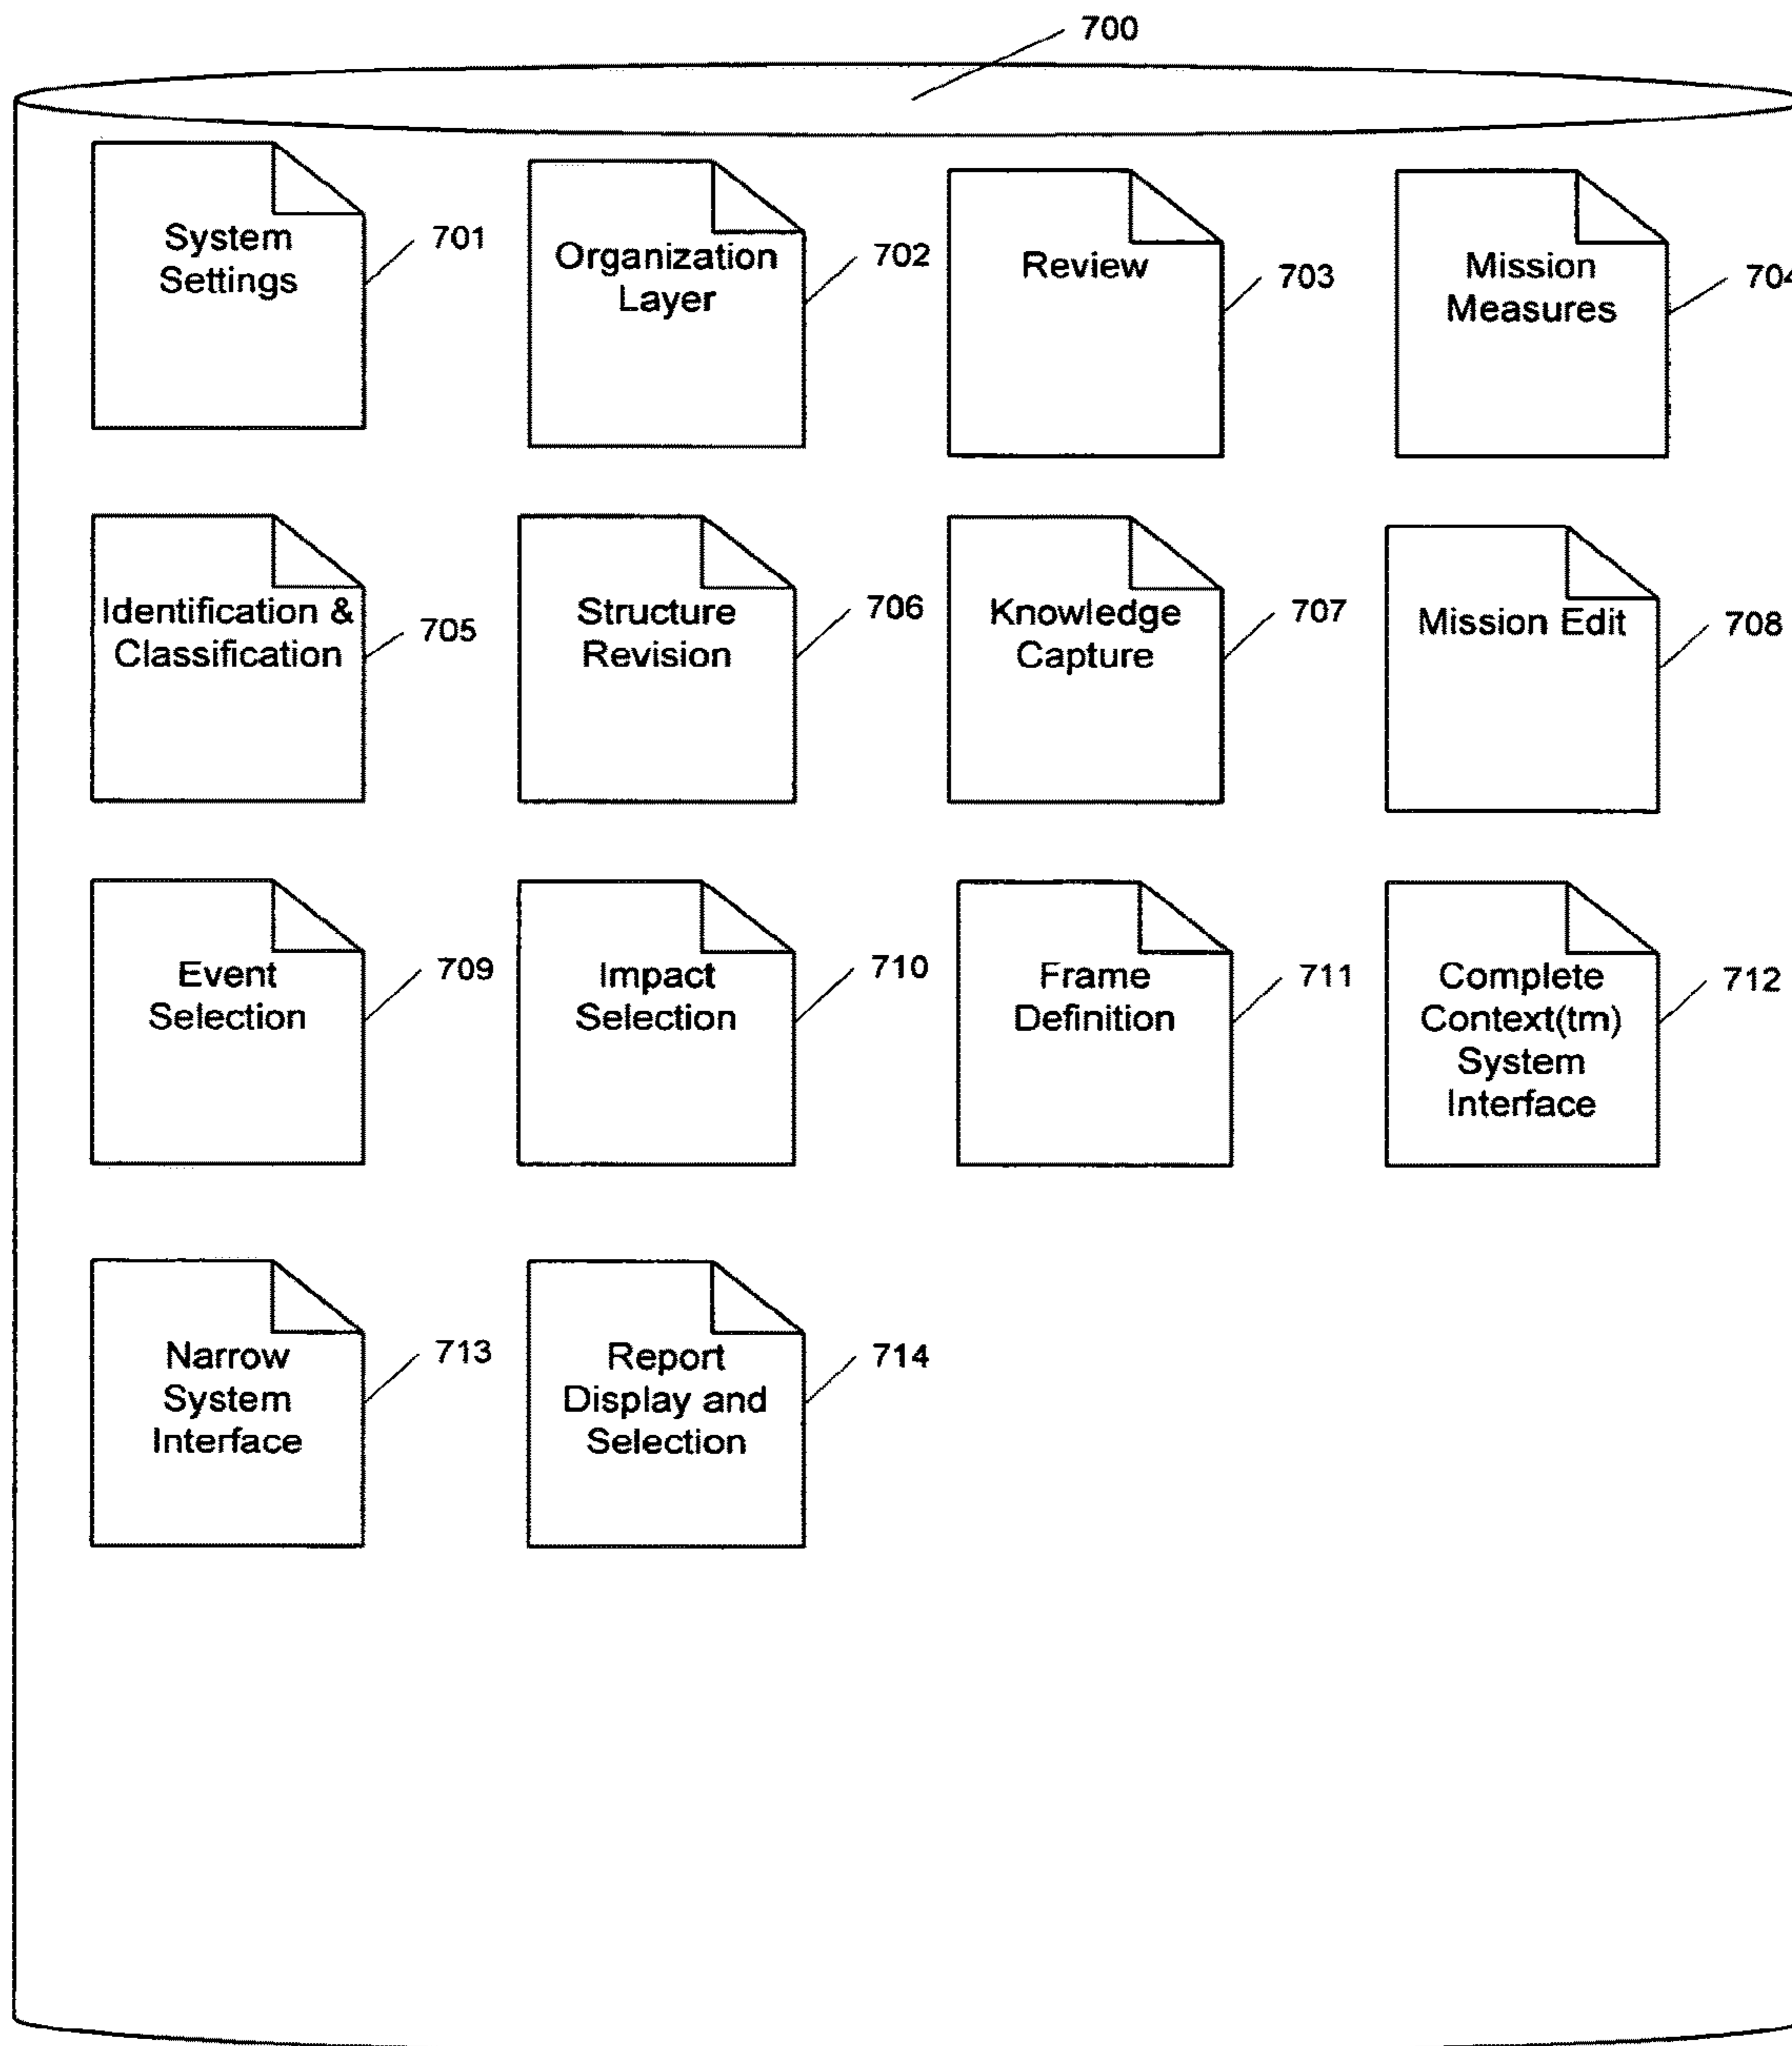 700
System
Settings
701
Organization
Layer
702
Review
703
Mission
Measures
704
Identification &
Classification
705
Structure
Revision
706
Knowledge
Capture
707
Mission Edit
708
Event
Selection
709
Impact
Selection
710
Frame
Definition
711
Complete
Context(tm)
System
Interface
712
Narrow
System
Interface
713
Report
Display and
Selection
714